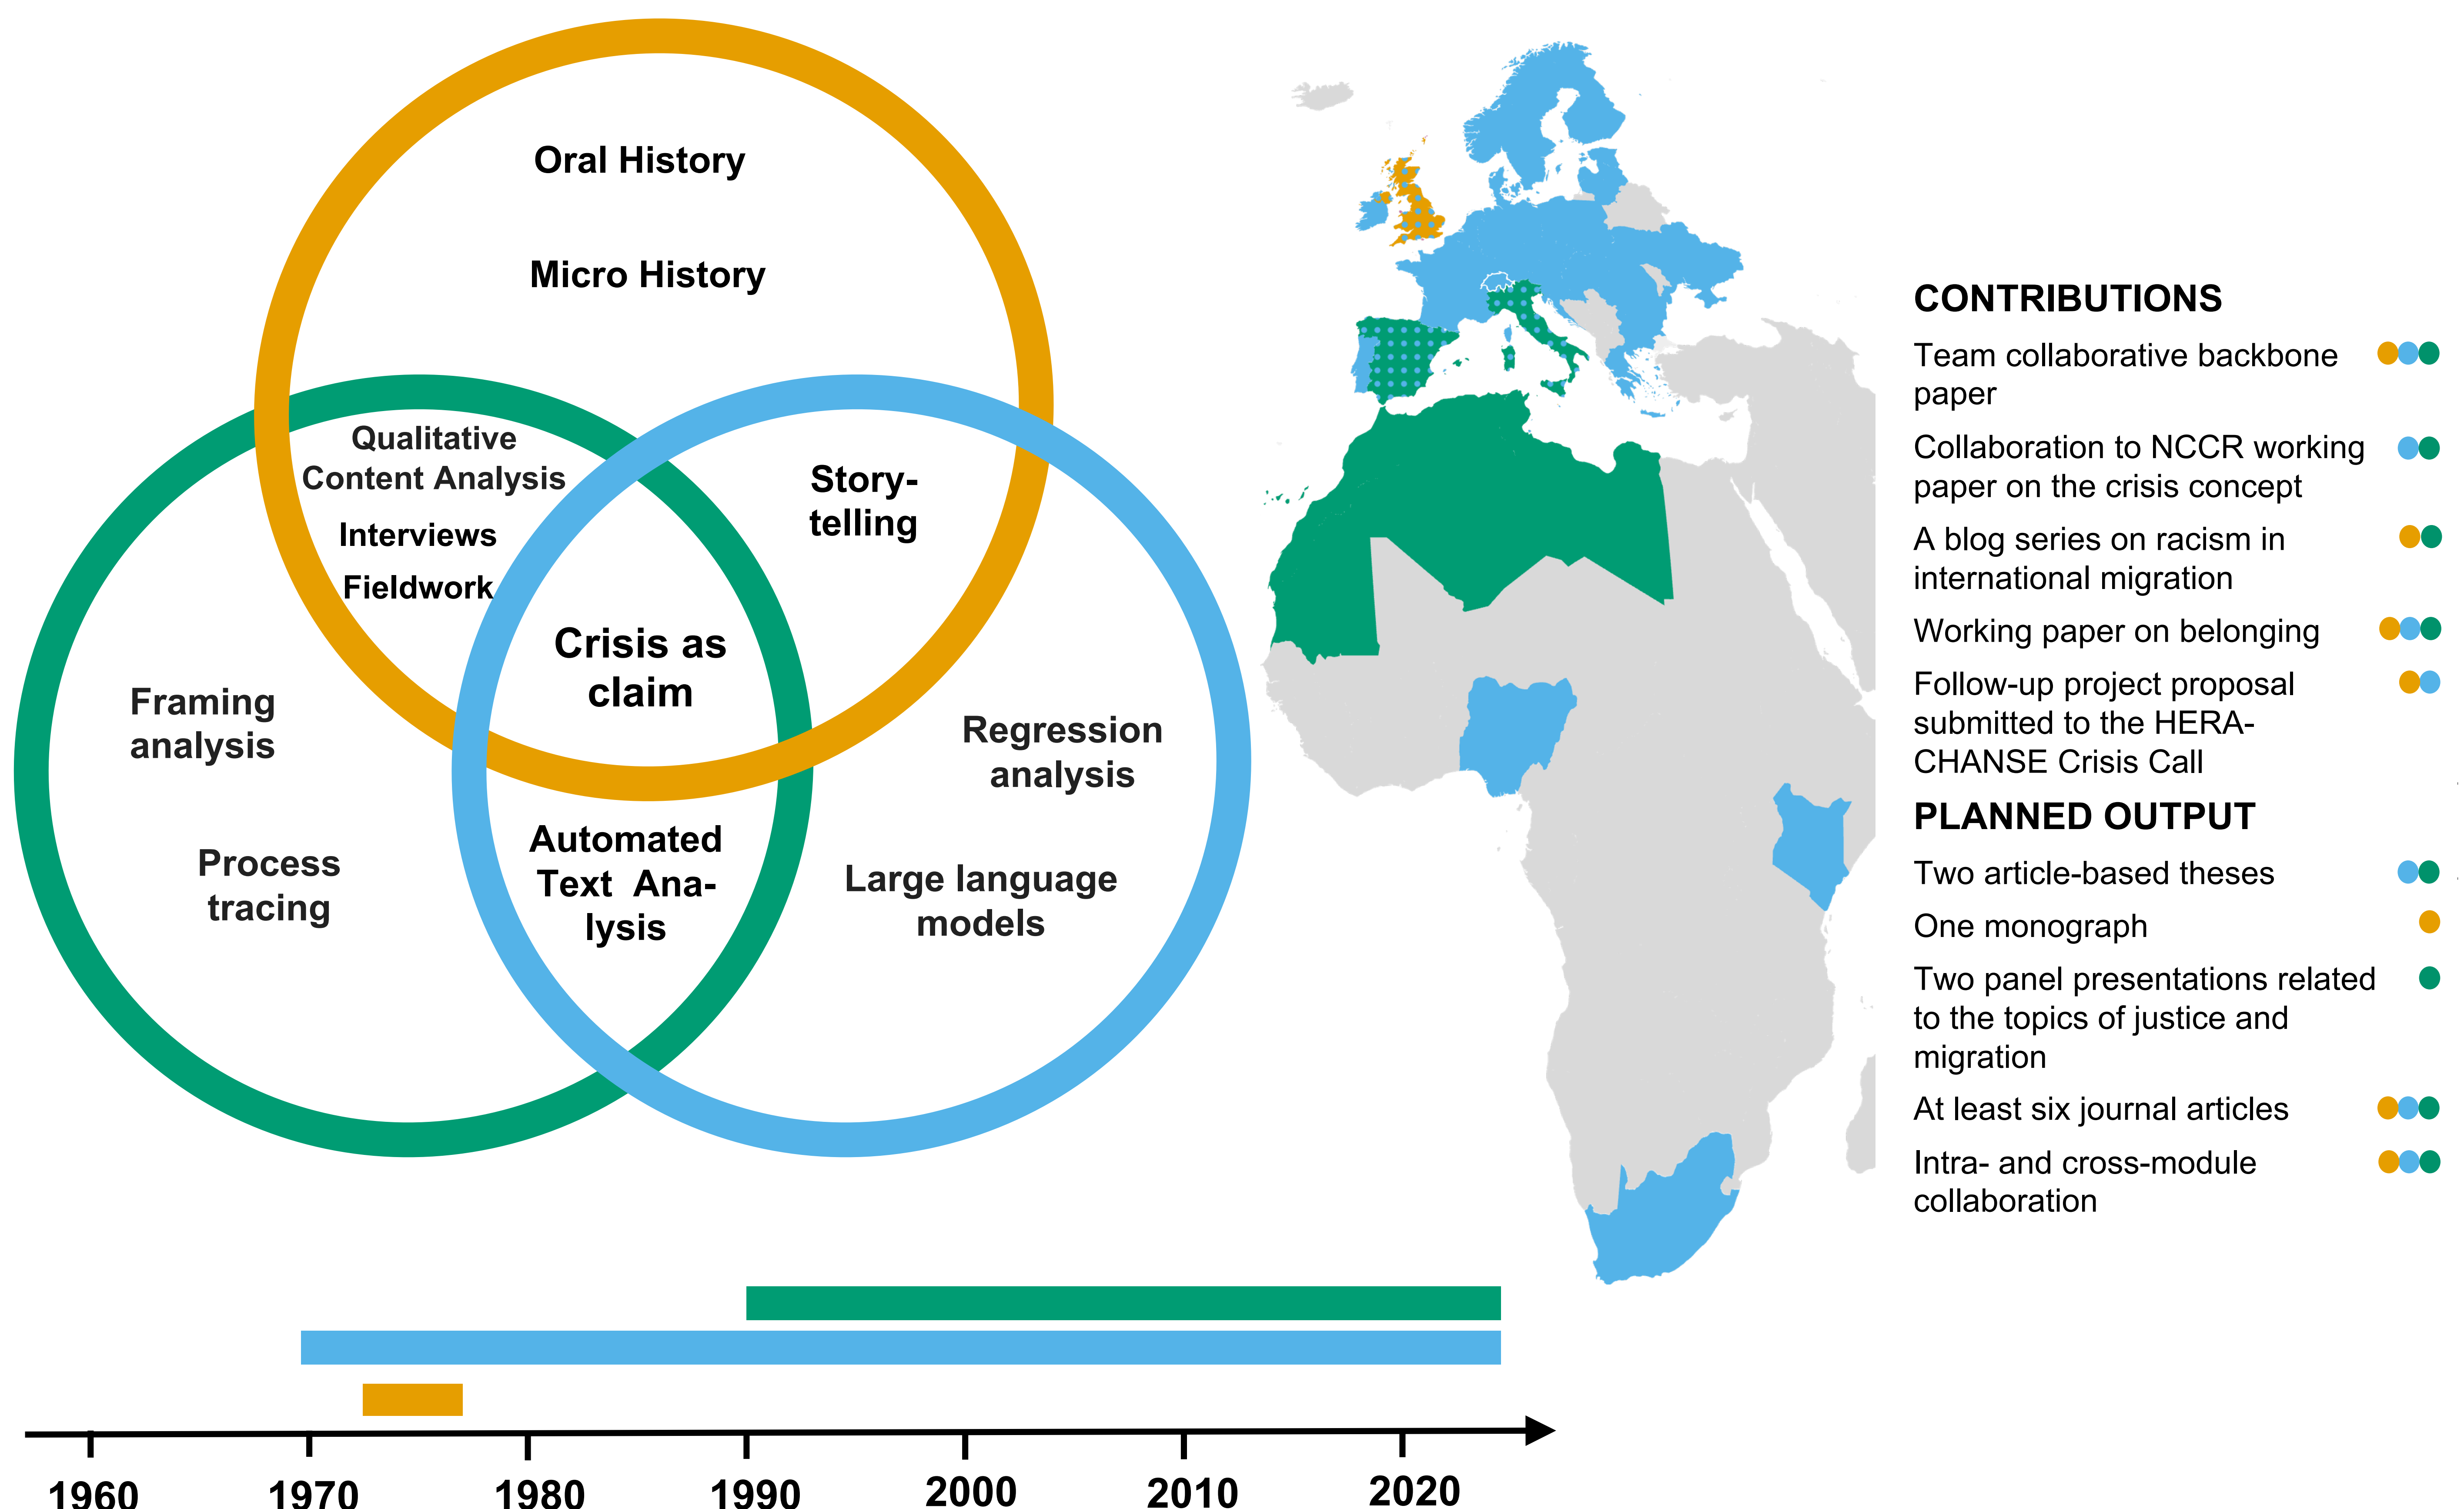 Oral History
Micro History
Qualitative
Content Analysis
Interviews
Fieldwork
Story-
telling
Crisis as
claim
Framing
analysis
Process
tracing
Automated
Text  Ana-
lysis
Regression
analysis
Large language
models
CONTRIBUTIONS
Team collaborative backbone
paper
Collaboration to NCCR working
paper on the crisis concept
A blog series on racism in
international migration
Working paper on belonging
Follow-up project proposal
submitted to the HERA-
CHANSE Crisis Call
PLANNED OUTPUT
Two article-based theses
One monograph
Two panel presentations related
to the topics of justice and
migration
At least six journal articles
Intra- and cross-module
collaboration
1960
1970
1980
1990
2000
2010
2020